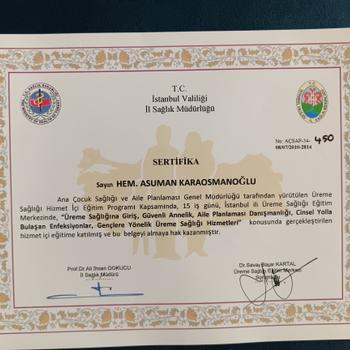 T.C.
İstanbul Valiliği
İl Sağlık Müdürlüğü
No: AÇSAP-34- 450
SERTİFİKA
Sayın HEM. ASUMAN KARAOSMANOĞLU
Ana Çocuk Sağlığı ve Aile Planlaması Genel Müdürlüğü tarafından yürütülen Üreme
Sağlığı Hizmet İçi Eğitim Programı Kapsamında, 15 iş günü, İstanbul ili Üreme Sağlığı Eğitim
Merkezinde, "Üreme Sağlığına Giriş, Güvenli Annelik, Aile Planlaması Danışmanlığı, Cinsel Yolla
Bulaşan Enfeksiyonlar, Gençlere Yönelik Üreme Sağlığı Hizmetleri" konusunda gerçekleştirilen
hizmet içi eğitime katılmış ve bu belgeyi almaya hak kazanmıştır.
Prof.Dr.Ali İhsan DOKUCU
İl Sağlık Müdürü
Dr.Savaş Başar KARTAL
Üreme Sağlığı Eğitim Merkezi